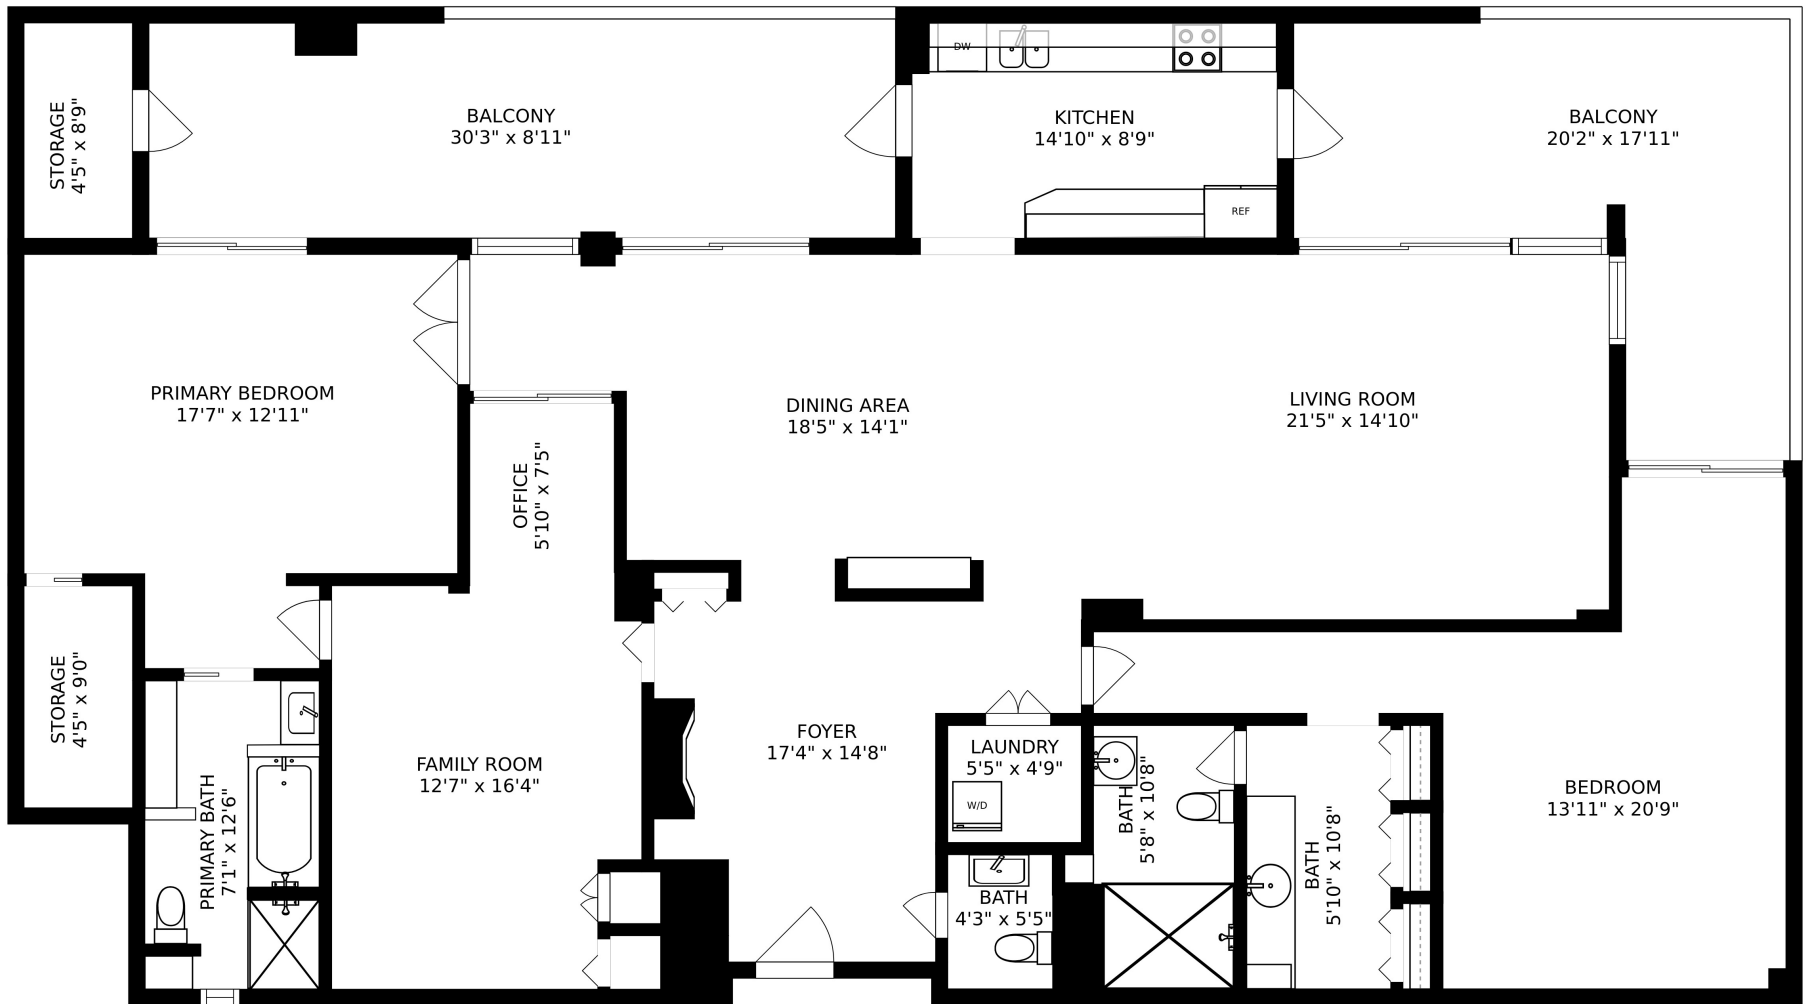 STORAGE
4'5" x 8'9"
BALCONY
30'3" x 8'11"
DW
KITCHEN
14'10" x 8'9"
REF
BALCONY
20'2" x 17'11"
PRIMARY BEDROOM
17'7" x 12'11"
OFFICE
5'10" x 7'5"
DINING AREA
18'5" x 14'1"
LIVING ROOM
21'5" x 14'10"
STORAGE
4'5" x 9'0"
PRIMARY BATH
7'1" x 12'6"
FAMILY ROOM
12'7" x 16'4"
FOYER
17'4" x 14'8"
LAUNDRY
5'5" x 4'9"
W/D
BATH
4'3" x 5'5"
BATH
5'8" x 10'8"
BATH
5'10" x 10'8"
BEDROOM
13'11" x 20'9"